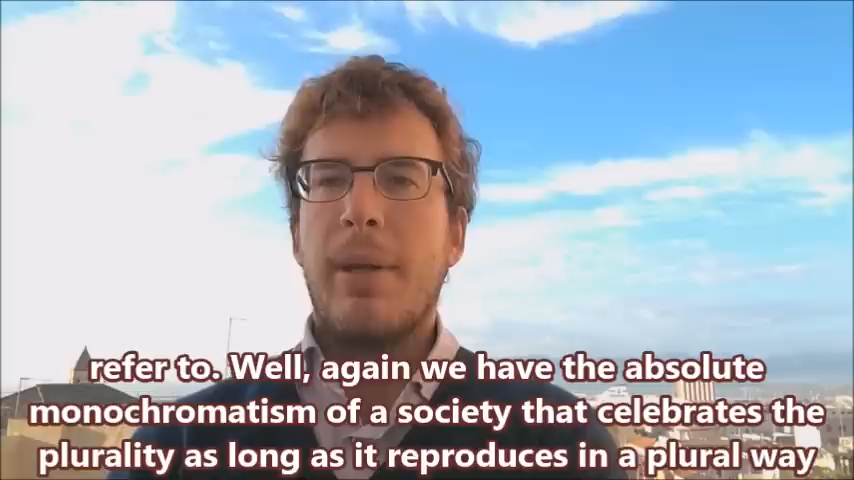 refer to. Well, again we have the absolute
monochromatism of a society that celebrates the
plurality as long as it reproduces in a plural way